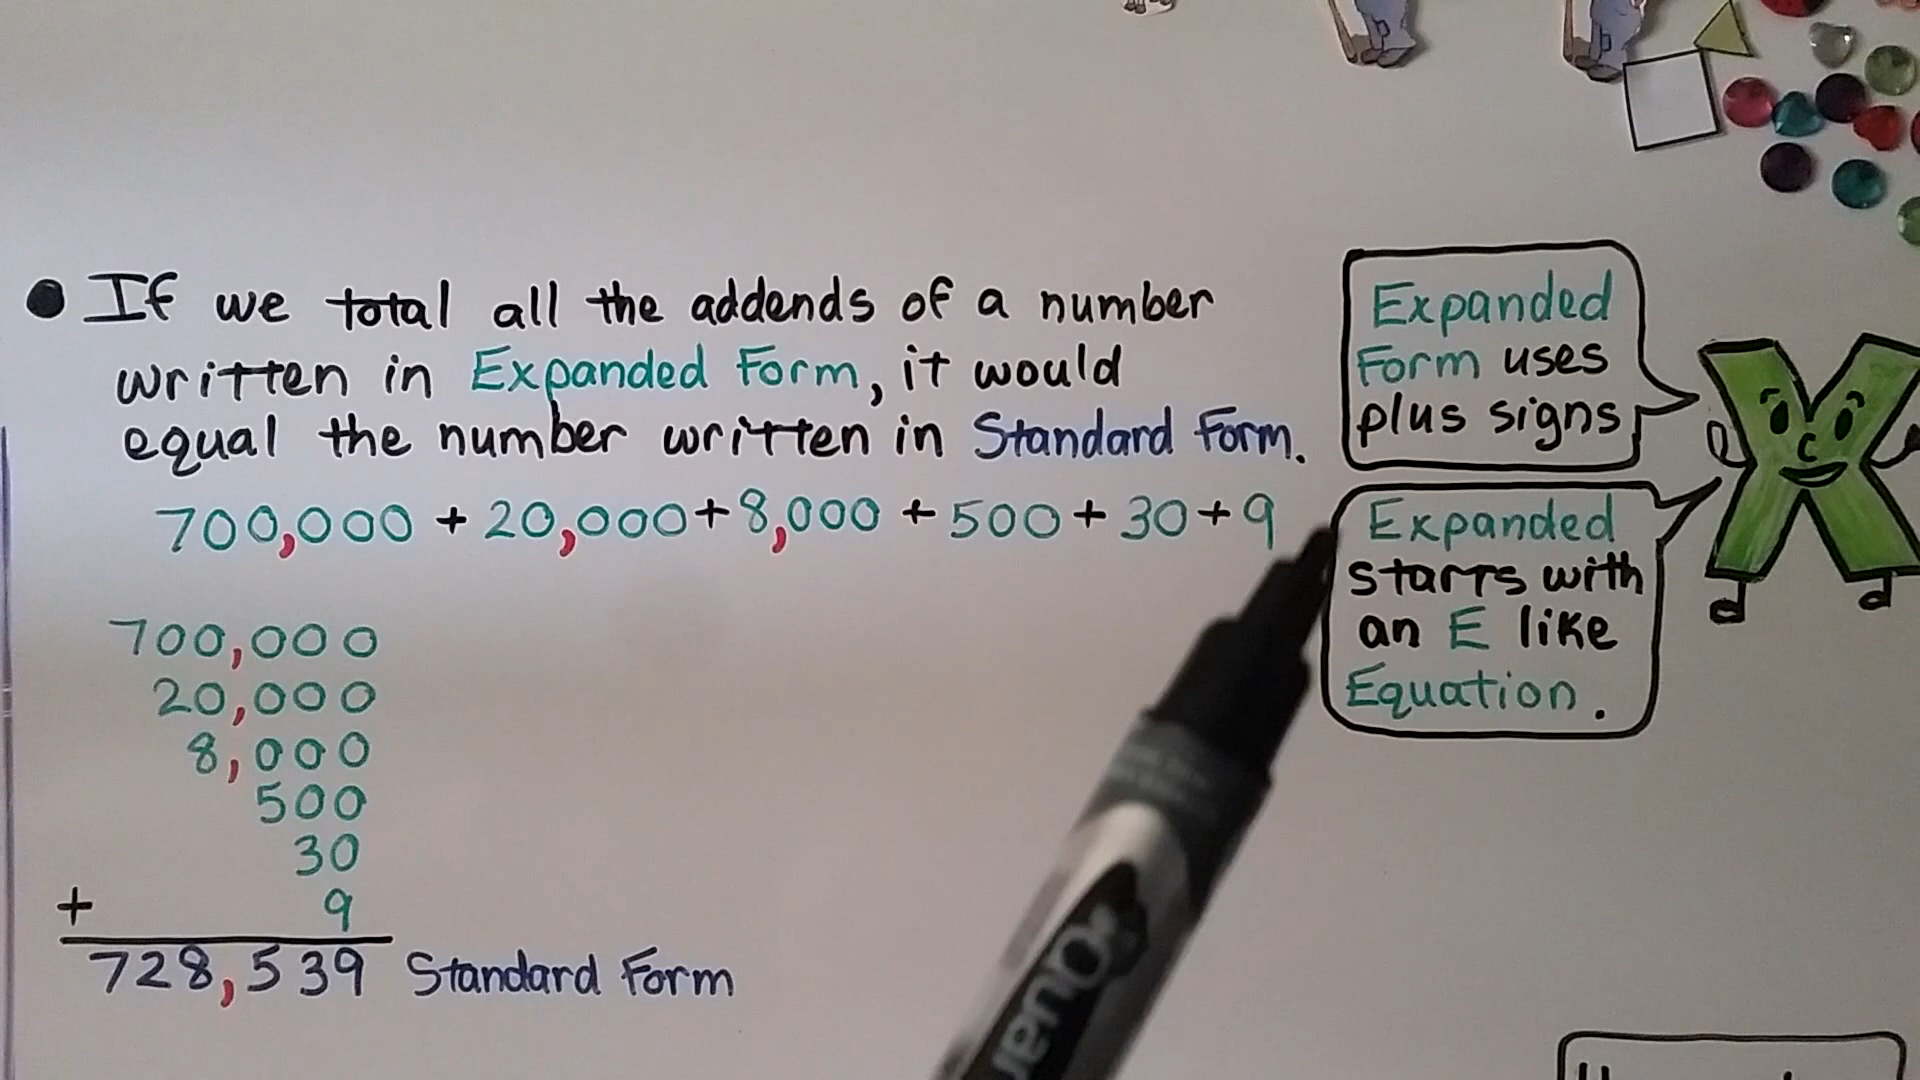 ● If we total all the addends of a number
written in Expanded Form, it would
equal the number written in Standard Form.
700,000 + 20,000 + 8,000 + 500 + 30 + 9
700,000
20,000
8,000
500
30
+ 9
728,539 Standard Form
Expanded
Form uses
plus signs
Expanded
starts with
an E like
Equation.